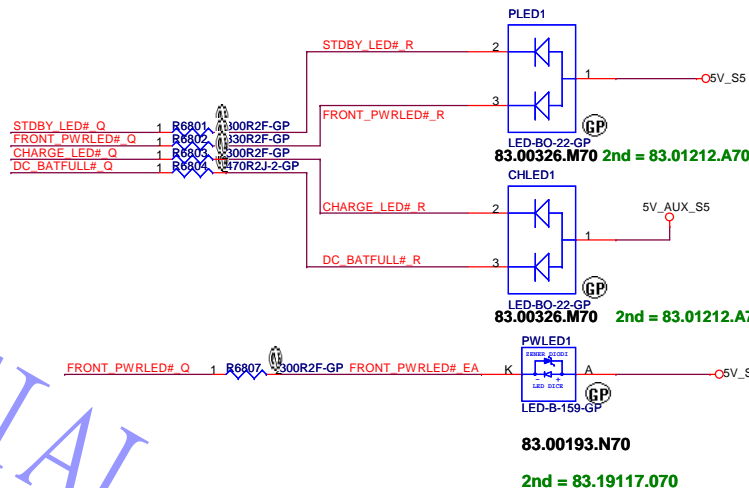 PLED1
STDBY_LED#_R
2
1
5V_S5
3
FRONT_PWRLED#_R
STDBY_LED#_Q 1 R6801 300R2F-GP
FRONT_PWRLED#_Q 1 R6802 330R2F-GP
CHARGE_LED#_Q 1 R6803 300R2F-GP
DC_BATFULL#_Q 1 R6804 470R2J-2-GP
GP
LED-BO-22-GP
83.00326.M70 2nd = 83.01212.A70
CHLED1
CHARGE_LED#_R
2
5V_AUX_S5
1
DC_BATFULL#_R
3
GP
LED-BO-22-GP
83.00326.M70 2nd = 83.01212.A7
PWLED1
ZENER DIODE
FRONT_PWRLED#_Q 1 R6807 300R2F-GP FRONT_PWRLED#_EA K A 5V_S
- +
LED DICE
GP
LED-B-159-GP
83.00193.N70
2nd = 83.19117.070